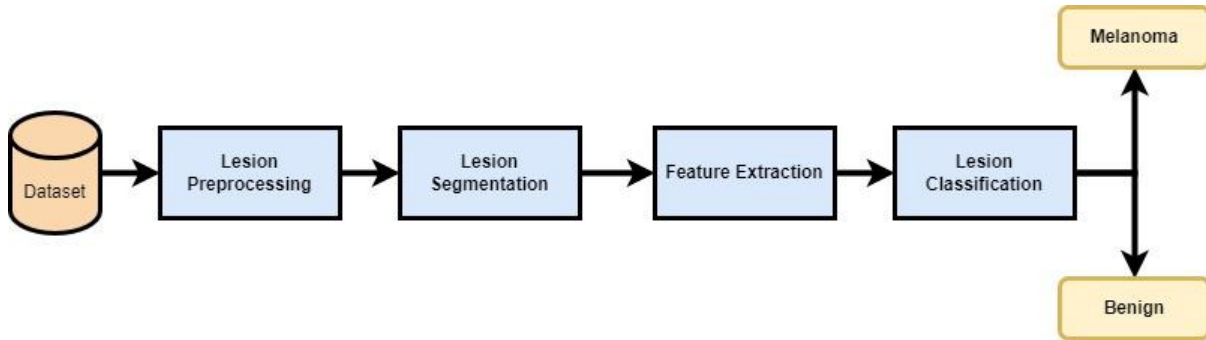 Melanoma
Dataset
Lesion
Preprocessing
Lesion
Segmentation
Feature Extraction
Lesion
Classification
Benign